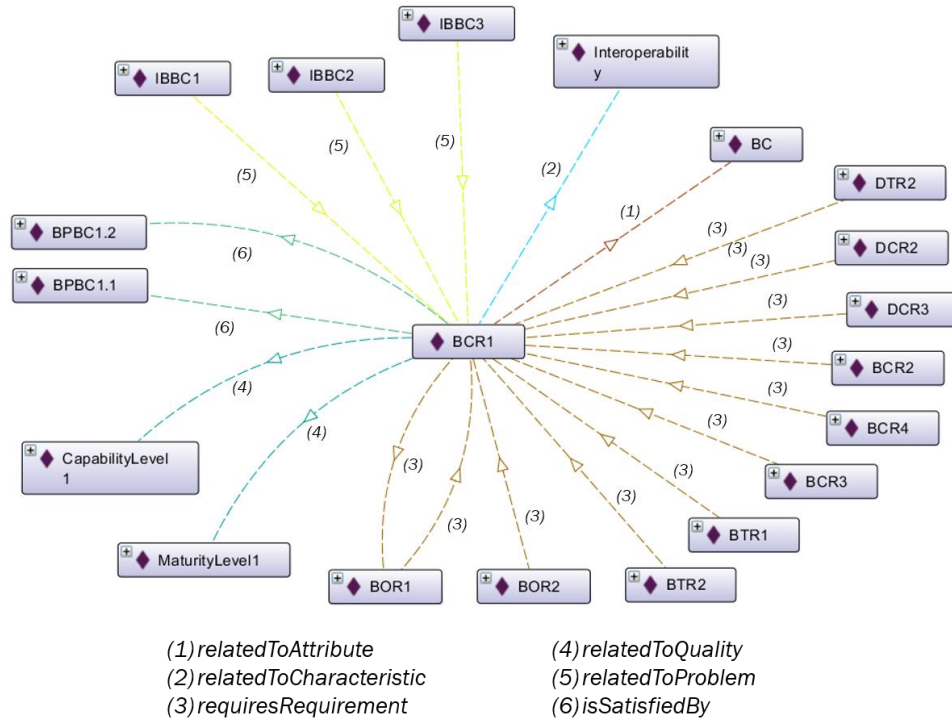 IBBC3
IBBC2
IBBC1
Interoperabilit
y
BC
DTR2
DCR2
DCR3
BCR2
BCR4
BCR3
BTR1
BTR2
BOR2
BOR1
MaturityLevel1
CapabilityLevel
1
BPBC1.1
BPBC1.2
BCR1
(5)
(5)
(5)
(2)
(1)
(3)
(3)
(3)
(3)
(3)
(3)
(3)
(3)
(3)
(3)
(3)
(3)
(4)
(4)
(6)
(6)
(1) relatedToAttribute
(2) relatedToCharacteristic
(3) requiresRequirement
(4) relatedToQuality
(5) relatedToProblem
(6) isSatisfiedBy